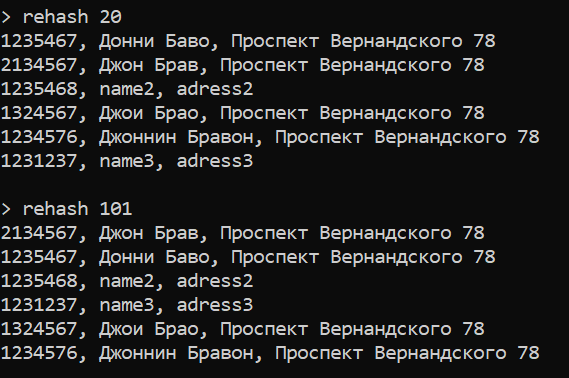 > rehash 20
1235467, Донни Баво, Проспект Вернандского 78
2134567, Джон Брав, Проспект Вернандского 78
1235468, name2, adress2
1324567, Джои Брао, Проспект Вернандского 78
1234576, Джоннин Бравон, Проспект Вернандского 78
1231237, name3, adress3
> rehash 101
2134567, Джон Брав, Проспект Вернандского 78
1235467, Донни Баво, Проспект Вернандского 78
1235468, name2, adress2
1231237, name3, adress3
1324567, Джои Брао, Проспект Вернандского 78
1234576, Джоннин Бравон, Проспект Вернандского 78